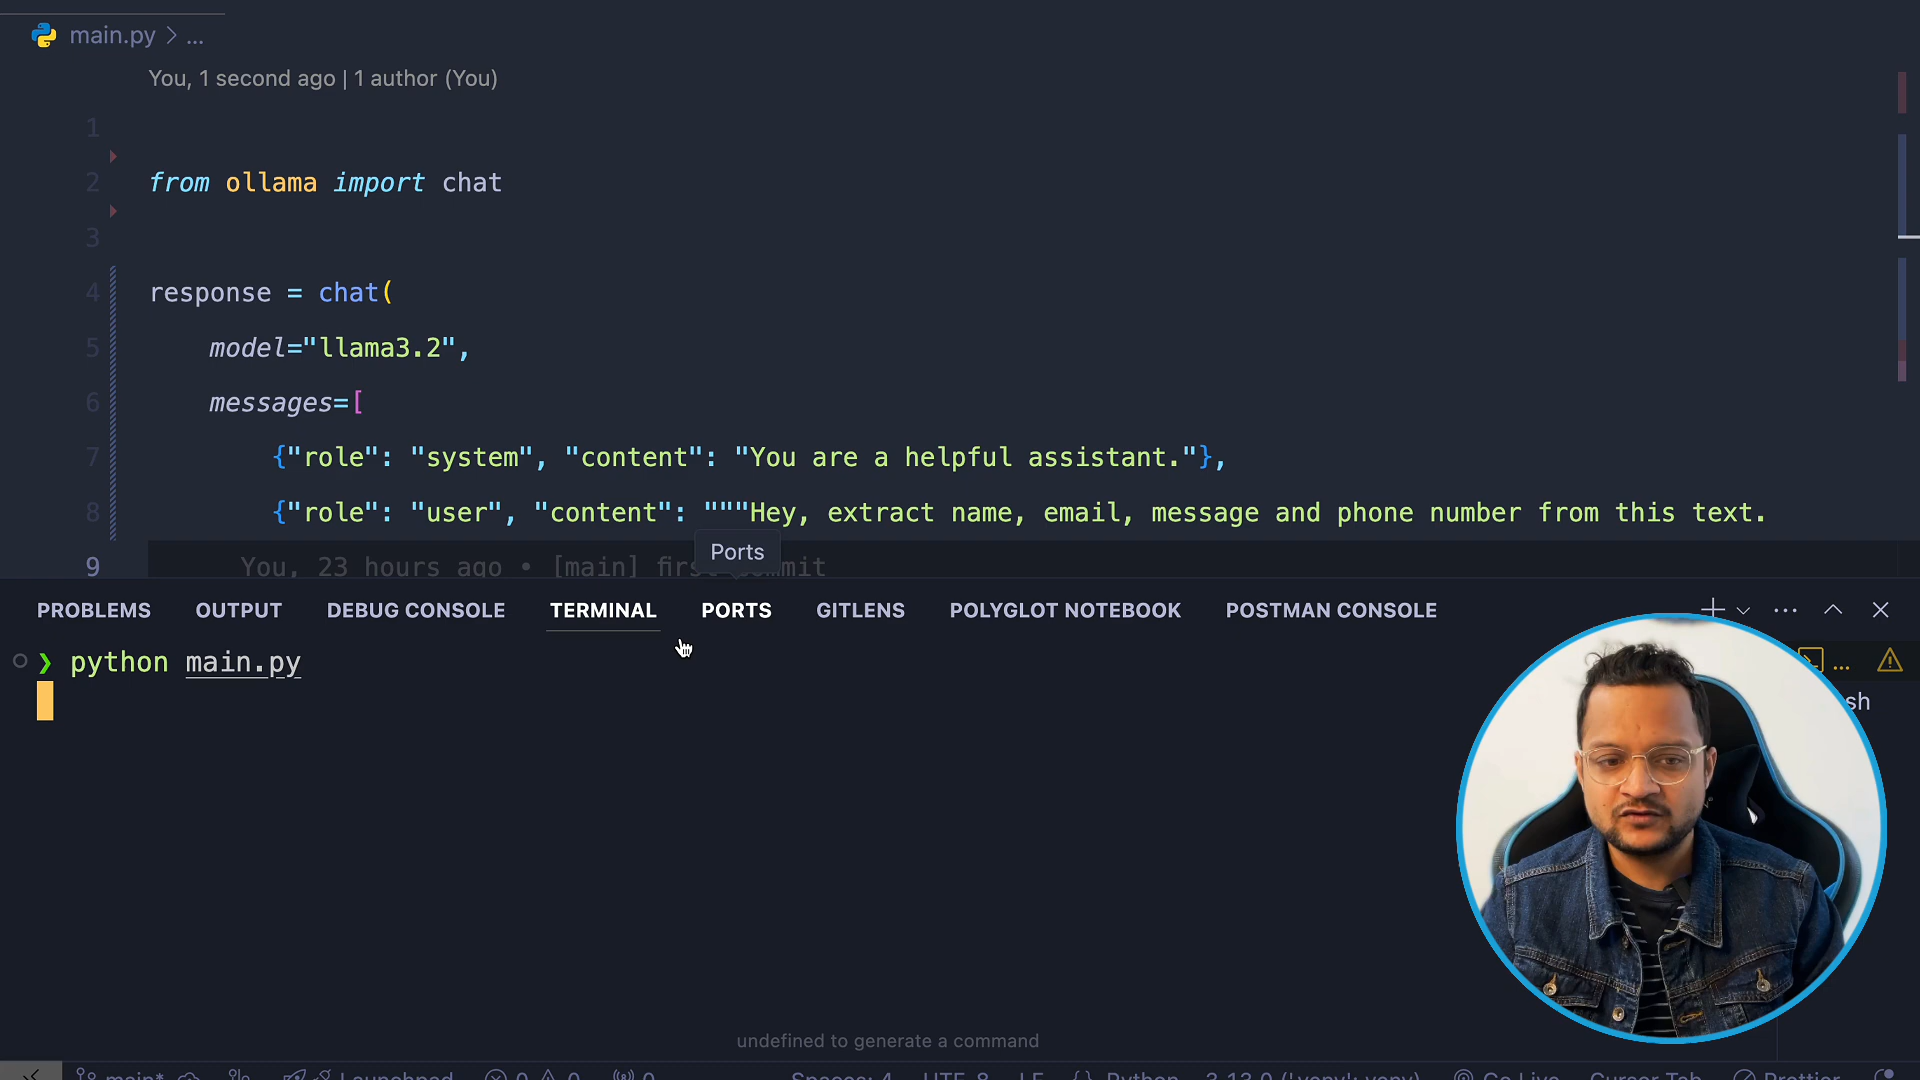 main.py > ...
You, 1 second ago | 1 author (You)
1
2 from ollama import chat
3
4 response = chat(
5 model="llama3.2",
6 messages=[
7 {"role": "system", "content": "You are a helpful assistant."},
8 {"role": "user", "content": """Hey, extract name, email, message and phone number from this text.
Ports
9 You, 23 hours ago • [main] first commit
PROBLEMS OUTPUT DEBUG CONSOLE TERMINAL PORTS GITLENS POLYGLOT NOTEBOOK POSTMAN CONSOLE
❯ python main.py
...
sh
undefined to generate a command
main* Launchpad 0 0 0 Spaces: 4 UTF-8 LF {} Python 3.13.0 ('venv': venv) Go Live Cursor Tab Prettier